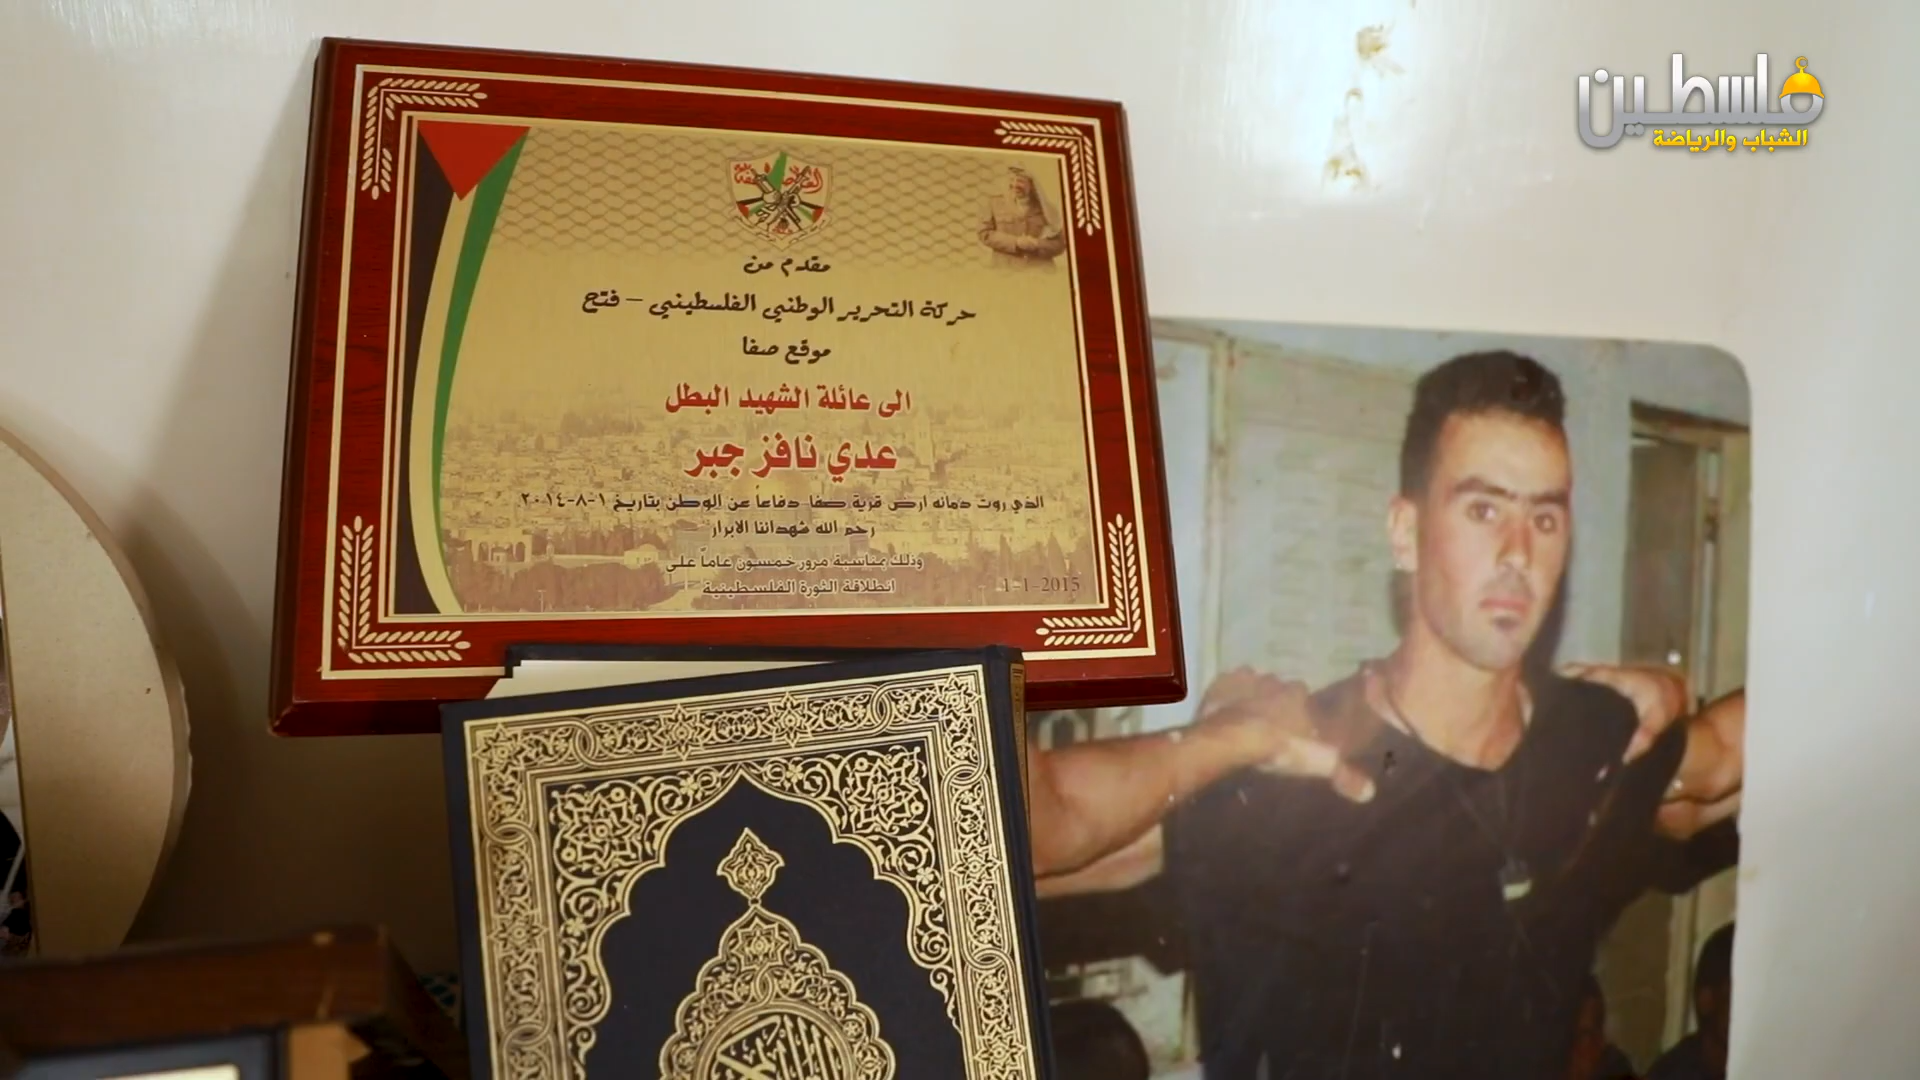 فلسطين
الشباب والرياضة
مقدم من
حركة التحرير الوطني الفلسطيني – فتح
موقع صفا
الى عائلة الشهيد البطل
عدي نافز جبر
الذي روت دمائه ارض قرية صفا دفاعاً عن الوطن بتاريخ ١-٨-٢٠١٤
رحم الله شهدائنا الابرار
وذلك بمناسبة مرور خمسون عاماً على
انطلاقة الثورة الفلسطينية
1-1-2015